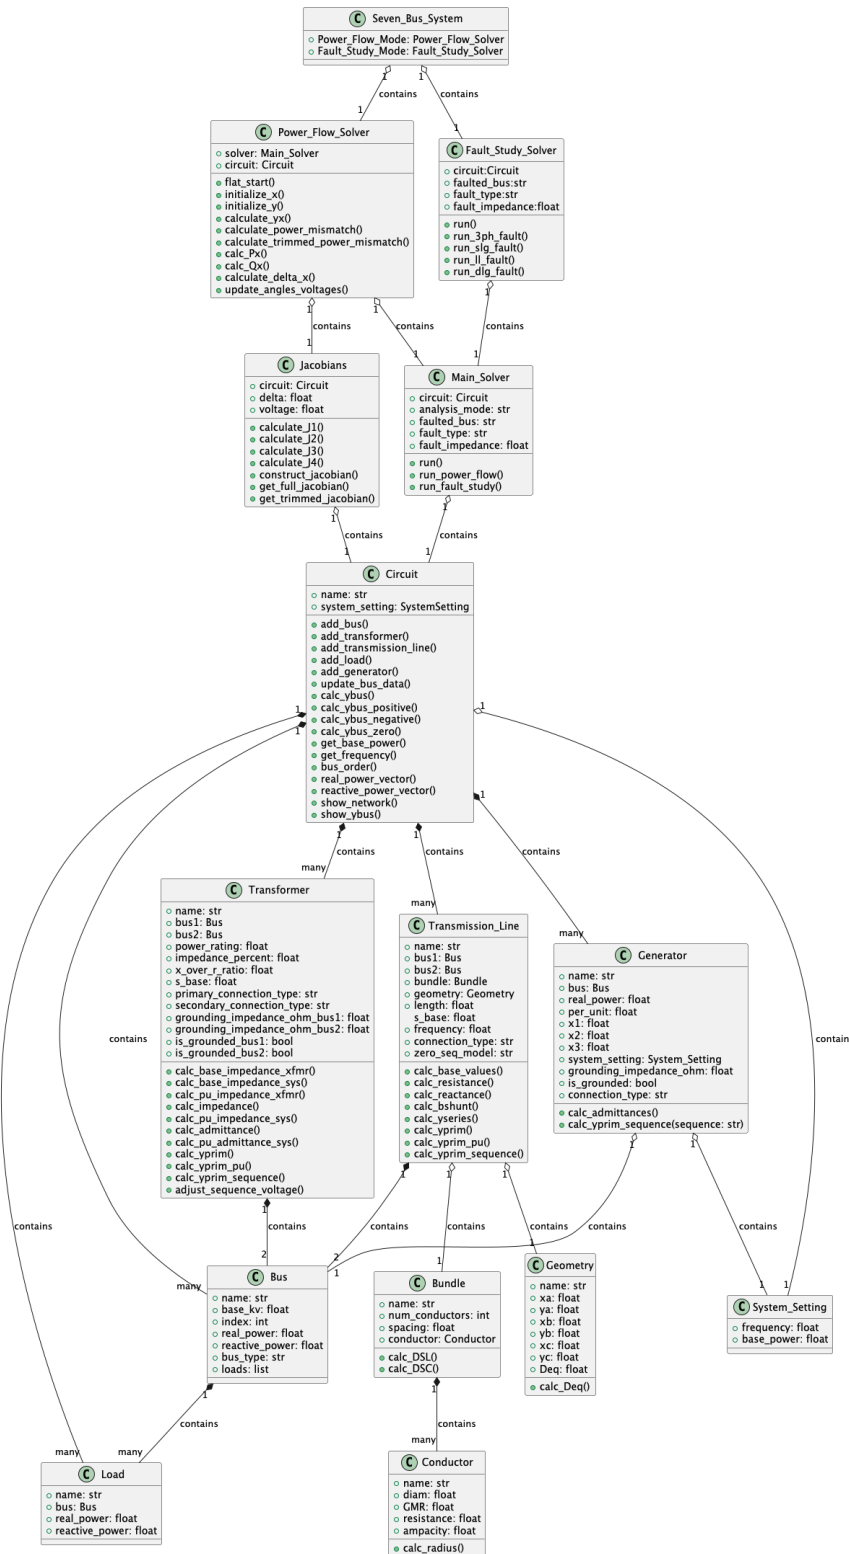 C Seven_Bus_System
Power_Flow_Mode: Power_Flow_Solver
Fault_Study_Mode: Fault_Study_Solver
1
1
contains
contains
1
1
C Power_Flow_Solver
solver: Main_Solver
circuit: Circuit
flat_start()
initialize_x()
initialize_y()
calculate_yx()
calculate_power_mismatch()
calculate_trimmed_power_mismatch()
calc_Px()
calc_Qx()
calculate_delta_x()
update_angles_voltages()
C Fault_Study_Solver
circuit:Circuit
faulted_bus:str
fault_type:str
fault_impedance:float
run()
run_3ph_fault()
run_slg_fault()
run_ll_fault()
run_dlg_fault()
1
1
1
contains
contains
contains
1
1
1
C Jacobians
circuit: Circuit
delta: float
voltage: float
calculate_J1()
calculate_J2()
calculate_J3()
calculate_J4()
construct_jacobian()
get_full_jacobian()
get_trimmed_jacobian()
C Main_Solver
circuit: Circuit
analysis_mode: str
faulted_bus: str
fault_type: str
fault_impedance: float
run()
run_power_flow()
run_fault_study()
1
1
contains
contains
1
1
C Circuit
name: str
system_setting: SystemSetting
add_bus()
add_transformer()
add_transmission_line()
add_load()
add_generator()
update_bus_data()
calc_ybus()
calc_ybus_positive()
calc_ybus_negative()
calc_ybus_zero()
get_base_power()
get_frequency()
bus_order()
real_power_vector()
reactive_power_vector()
show_network()
show_ybus()
1
1
1
1
1
1
contains
contains
contains
many
many
many
C Transformer
name: str
bus1: Bus
bus2: Bus
power_rating: float
impedance_percent: float
x_over_r_ratio: float
s_base: float
primary_connection_type: str
secondary_connection_type: str
grounding_impedance_ohm_bus1: float
grounding_impedance_ohm_bus2: float
is_grounded_bus1: bool
is_grounded_bus2: bool
calc_base_impedance_xfmr()
calc_base_impedance_sys()
calc_pu_impedance_xfmr()
calc_impedance()
calc_pu_impedance_sys()
calc_admittance()
calc_pu_admittance_sys()
calc_yprim()
calc_yprim_pu()
calc_yprim_sequence()
adjust_sequence_voltage()
C Transmission_Line
name: str
bus1: Bus
bus2: Bus
bundle: Bundle
geometry: Geometry
length: float
s_base: float
frequency: float
connection_type: str
zero_seq_model: str
calc_base_values()
calc_resistance()
calc_reactance()
calc_bshunt()
calc_yseries()
calc_yprim()
calc_yprim_pu()
calc_yprim_sequence()
C Generator
name: str
bus: Bus
real_power: float
per_unit: float
x1: float
x2: float
x3: float
system_setting: System_Setting
grounding_impedance_ohm: float
is_grounded: bool
connection_type: str
calc_admittances()
calc_yprim_sequence(sequence: str)
contains
contain
1
1
1
1
1
1
contains
contains
contains
contains
contains
contains
contains
2
2
1
1
1
1
1
many
C Bus
name: str
base_kv: float
index: int
real_power: float
reactive_power: float
bus_type: str
loads: list
C Bundle
name: str
num_conductors: int
spacing: float
conductor: Conductor
calc_DSL()
calc_DSC()
C Geometry
name: str
xa: float
ya: float
xb: float
yb: float
xc: float
yc: float
Deq: float
calc_Deq()
C System_Setting
frequency: float
base_power: float
1
1
contains
contains
many
many
many
C Load
name: str
bus: Bus
real_power: float
reactive_power: float
C Conductor
name: str
diam: float
GMR: float
resistance: float
ampacity: float
calc_radius()